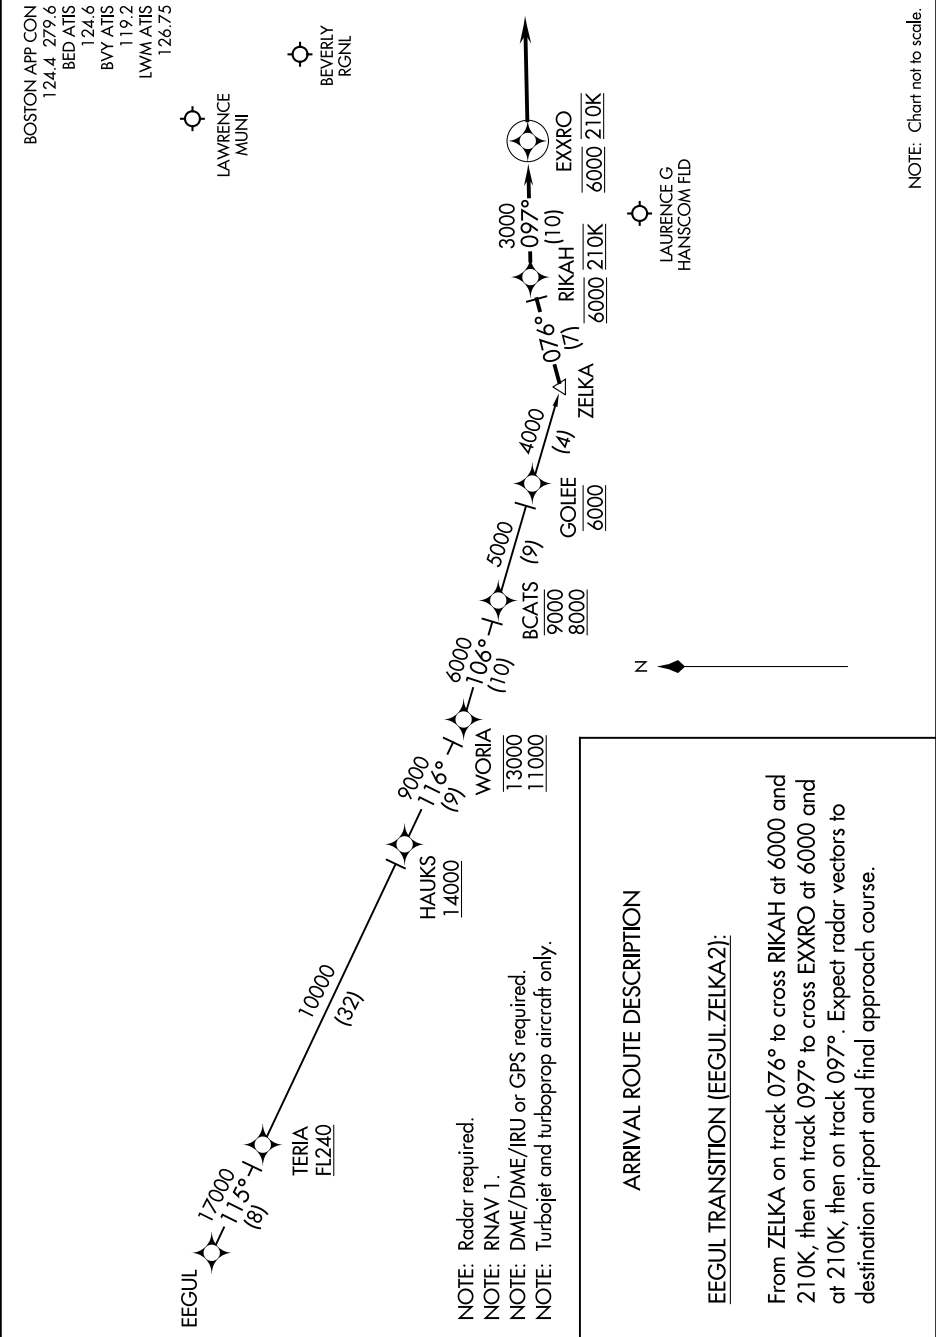 BOSTON APP CON
124.4 279.6
BED ATIS
124.6
BVY ATIS
119.2
LWM ATIS
126.75
LAWRENCE
MUNI
BEVERLY
RGNL
EEGUL
17000
115°
(8)
TERIA
FL240
10000
(32)
HAUKS
14000
9000
116°
(9)
WORIA
13000
11000
6000
106°
(10)
BCATS
9000
8000
5000
(9)
GOLEE
6000
4000
(4)
ZELKA
076°
(7)
RIKAH
6000 210K
3000
097°
(10)
EXXRO
6000 210K
LAURENCE G
HANSCOM FLD
N
NOTE: Radar required.
NOTE: RNAV 1.
NOTE: DME/DME/IRU or GPS required.
NOTE: Turbojet and turboprop aircraft only.
ARRIVAL ROUTE DESCRIPTION
EEGUL TRANSITION (EEGUL.ZELKA2):
From ZELKA on track 076° to cross RIKAH at 6000 and
210K, then on track 097° to cross EXXRO at 6000 and
at 210K, then on track 097°. Expect radar vectors to
destination airport and final approach course.
NOTE: Chart not to scale.